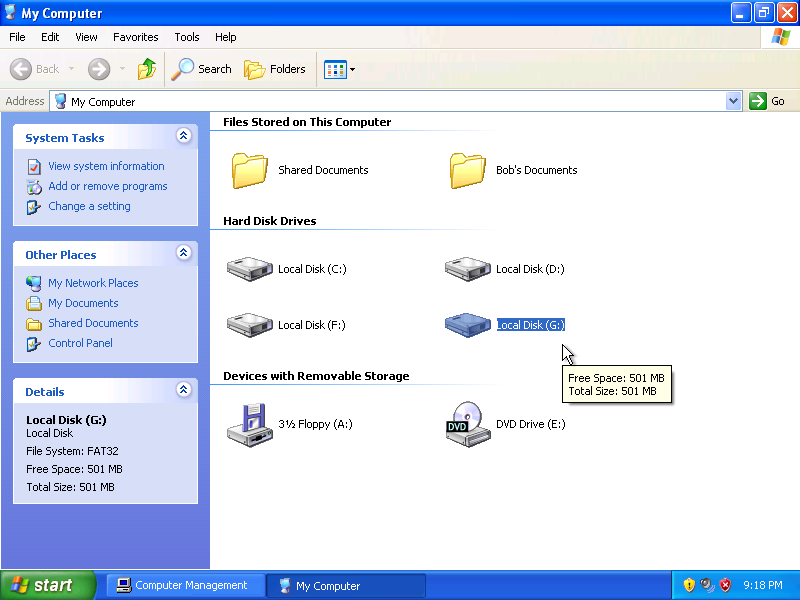 My Computer
File Edit View Favorites Tools Help
Back Search Folders
Address My Computer Go
System Tasks
View system information
Add or remove programs
Change a setting
Other Places
My Network Places
My Documents
Shared Documents
Control Panel
Details
Local Disk (G:)
Local Disk
File System: FAT32
Free Space: 501 MB
Total Size: 501 MB
Files Stored on This Computer
Shared Documents Bob's Documents
Hard Disk Drives
Local Disk (C:) Local Disk (D:)
Local Disk (F:) Local Disk (G:)
Free Space: 501 MB
Total Size: 501 MB
Devices with Removable Storage
3½ Floppy (A:) DVD Drive (E:)
DVD
start Computer Management My Computer 9:18 PM